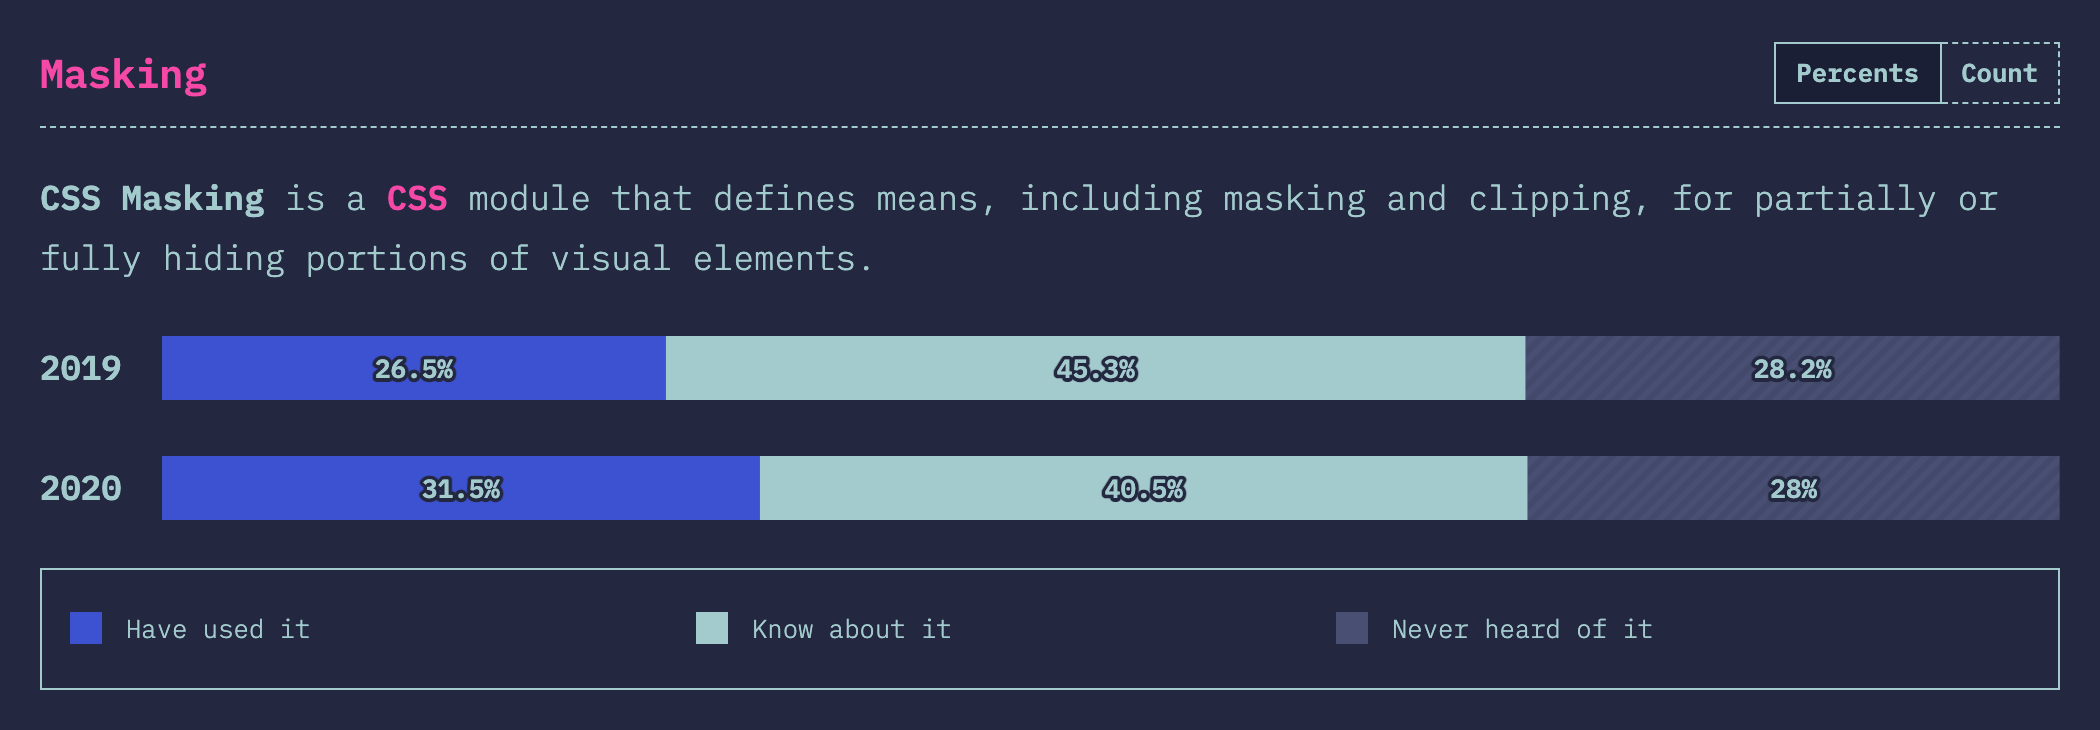 Masking
Percents Count
CSS Masking is a CSS module that defines means, including masking and clipping, for partially or
fully hiding portions of visual elements.
2019 26.5% 45.3% 28.2%
2020 31.5% 40.5% 28%
Have used it Know about it Never heard of it